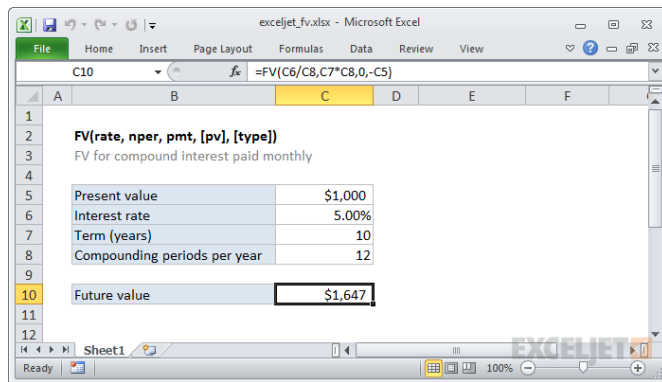 exceljet_fv.xlsx - Microsoft Excel
File Home Insert Page Layout Formulas Data Review View
C10 fx =FV(C6/C8,C7*C8,0,-C5)
A B C D E F
1
2 FV(rate, nper, pmt, [pv], [type])
3 FV for compound interest paid monthly
4
5 Present value $1,000
6 Interest rate 5.00%
7 Term (years) 10
8 Compounding periods per year 12
9
10 Future value $1,647
11
12
Sheet1
EXCELJET
Ready 100%